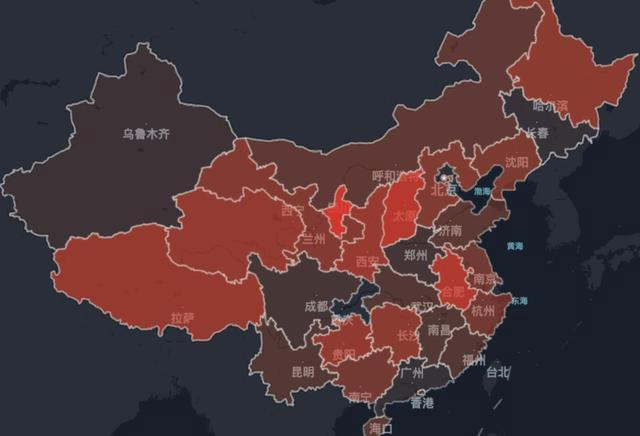 哈尔滨
乌鲁木齐
长春
沈阳
呼和浩特
北京
渤海
西宁
太原
济南
兰州
黄海
西安
郑州
南京
合肥
东海
成都
武汉
杭州
拉萨
南昌
长沙
贵阳
福州
昆明
广州
台北
南宁
香港
海口